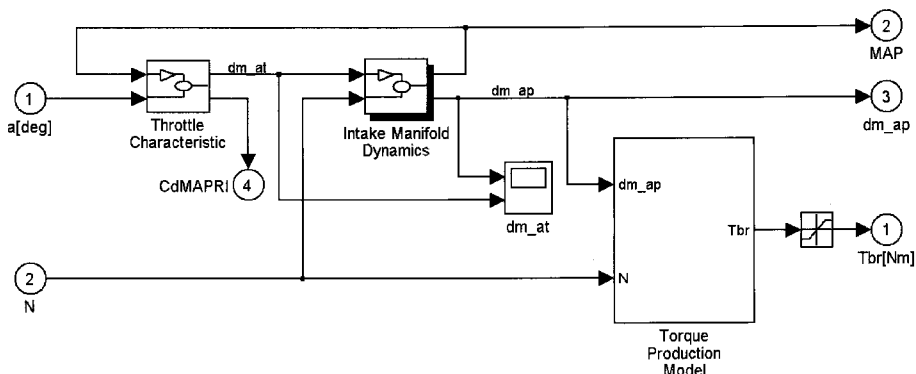 2
MAP
dm_at
dm_ap
1
a[deg]
Throttle
Characteristic
Intake Manifold
Dynamics
3
dm_ap
CdMAPRI
4
dm_ap
dm_at
Tbr
1
Tbr[Nm]
2
N
N
Torque
Production
Model